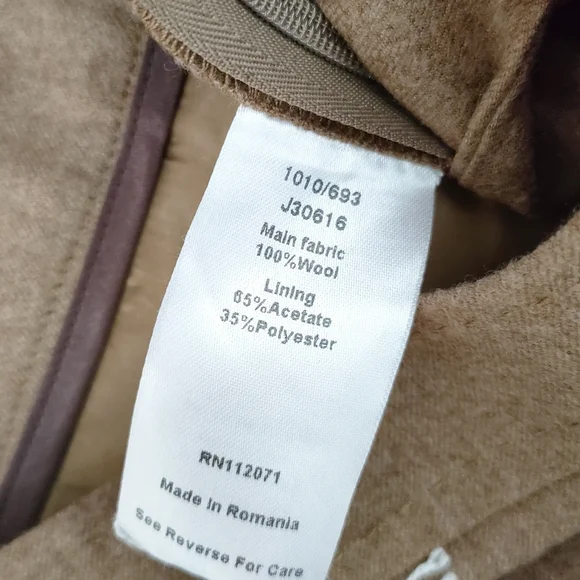 1010/693
J30616
Main fabric
100%Wool
Lining
65%Acetate
35%Polyester
RN112071
Made In Romania
See Reverse For Care